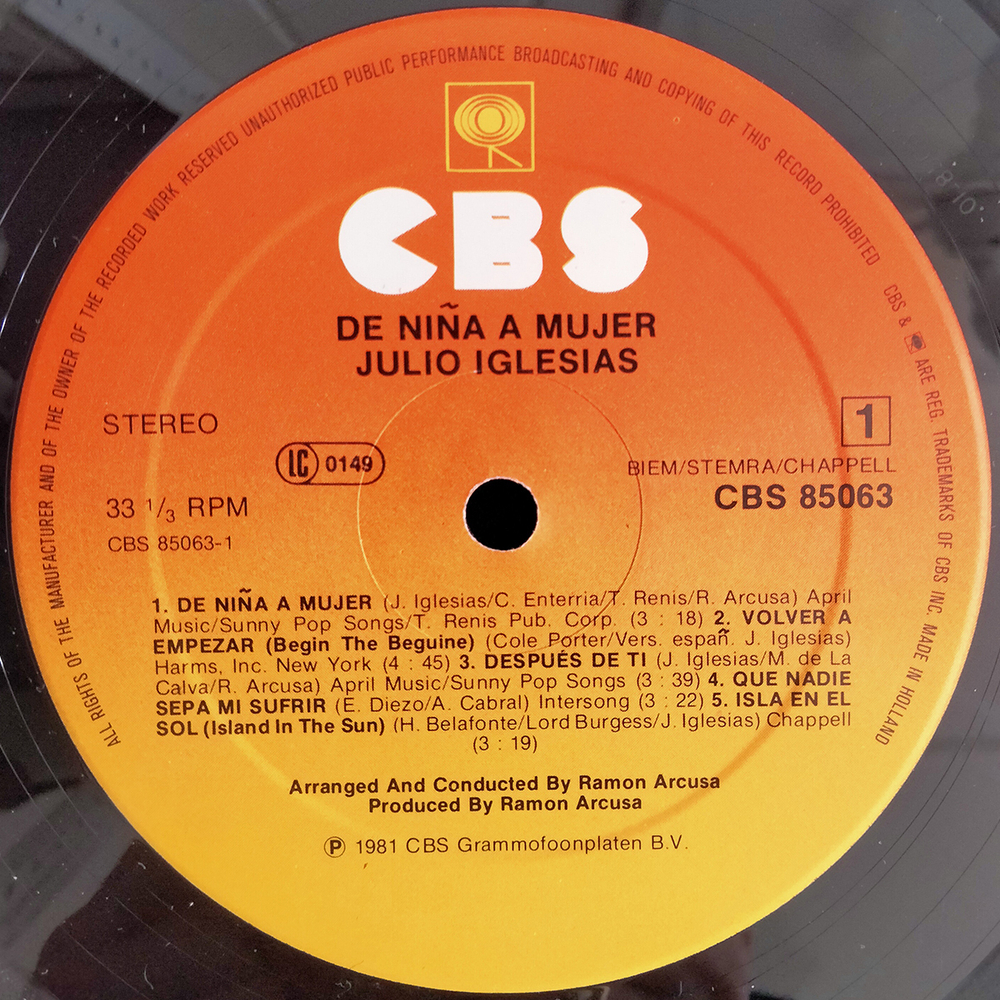 ALL RIGHTS OF THE MANUFACTURER AND OF THE OWNER OF THE RECORDED WORK RESERVED UNAUTHORIZED PUBLIC PERFORMANCE BROADCASTING AND COPYING OF THIS RECORD PROHIBITED
CBS & ARE REG. TRADEMARKS OF CBS INC. MADE IN HOLLAND
CBS
DE NIÑA A MUJER
JULIO IGLESIAS
STEREO
1
LC 0149
BIEM/STEMRA/CHAPPELL
33 1/3 RPM
CBS 85063
CBS 85063-1
1. DE NIÑA A MUJER (J. Iglesias/C. Enterria/T. Renis/R. Arcusa) April
Music/Sunny Pop Songs/T. Renis Pub. Corp. (3 : 18) 2. VOLVER A
EMPEZAR (Begin The Beguine) (Cole Porter/Vers. españ. J. Iglesias)
Harms, Inc. New York (4 : 45) 3. DESPUÉS DE TI (J. Iglesias/M. de La
Calva/R. Arcusa) April Music/Sunny Pop Songs (3 : 39) 4. QUE NADIE
SEPA MI SUFRIR (E. Diezo/A. Cabral) Intersong (3 : 22) 5. ISLA EN EL
SOL (Island In The Sun) (H. Belafonte/Lord Burgess/J. Iglesias) Chappell
(3 : 19)
Arranged And Conducted By Ramon Arcusa
Produced By Ramon Arcusa
℗ 1981 CBS Grammofoonplaten B.V.